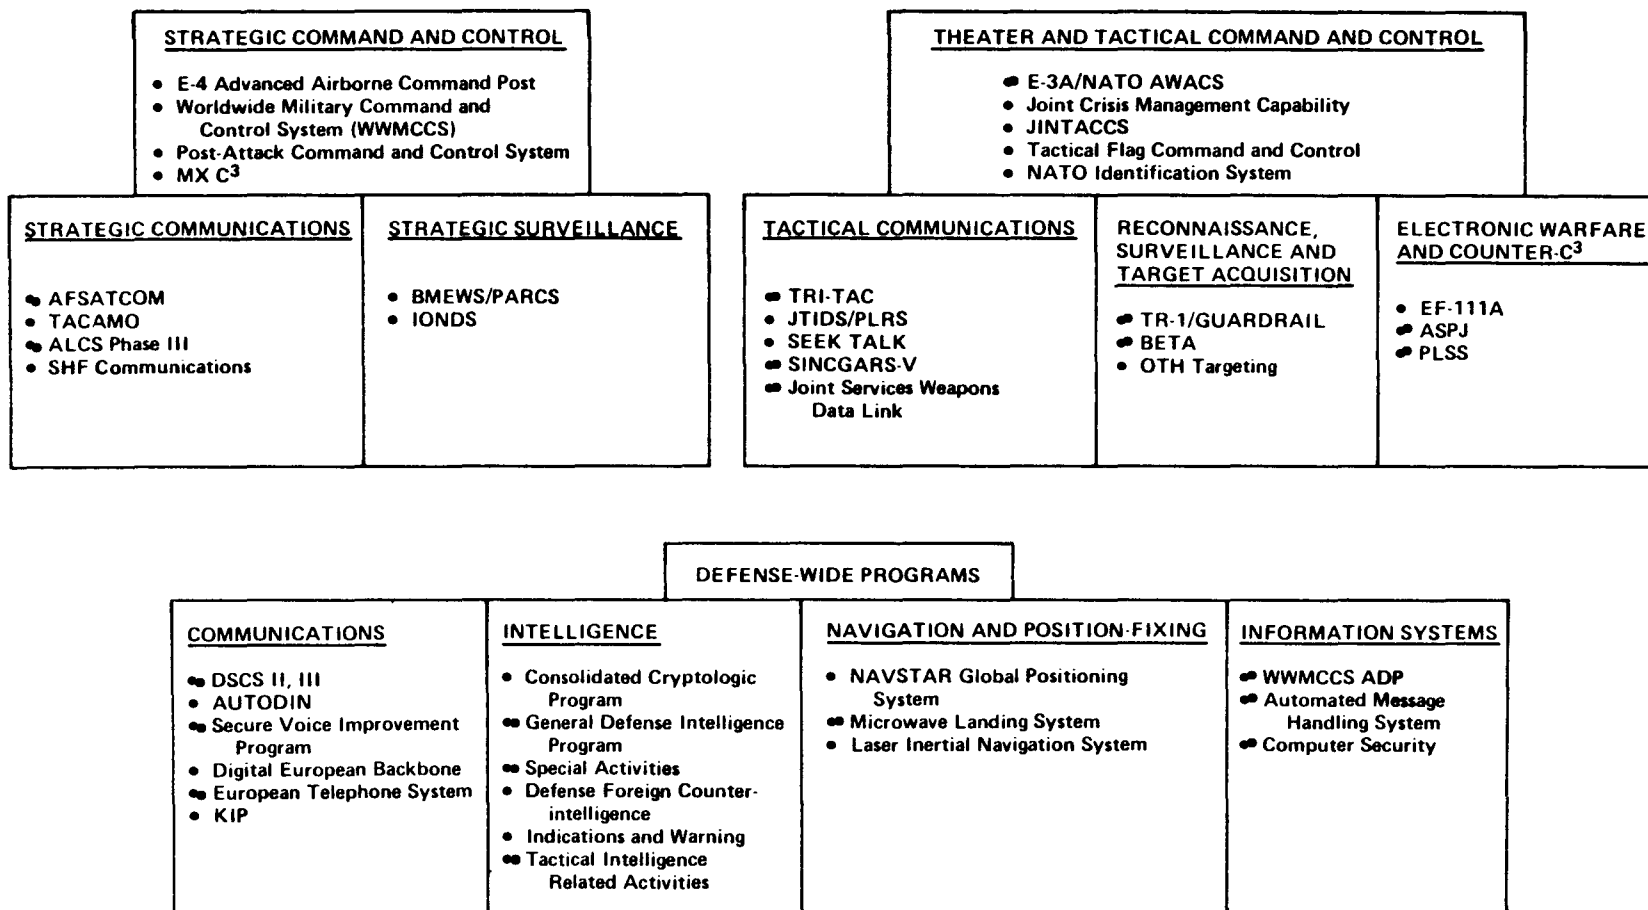 STRATEGIC COMMAND AND CONTROL
• E-4 Advanced Airborne Command Post
• Worldwide Military Command and
Control System (WWMCCS)
• Post-Attack Command and Control System
• MX C³
STRATEGIC COMMUNICATIONS
• AFSATCOM
• TACAMO
• ALCS Phase III
• SHF Communications
STRATEGIC SURVEILLANCE
• BMEWS/PARCS
• IONDS
THEATER AND TACTICAL COMMAND AND CONTROL
• E-3A/NATO AWACS
• Joint Crisis Management Capability
• JINTACCS
• Tactical Flag Command and Control
• NATO Identification System
TACTICAL COMMUNICATIONS
• TRI-TAC
• JTIDS/PLRS
• SEEK TALK
• SINCGARS-V
• Joint Services Weapons
Data Link
RECONNAISSANCE,
SURVEILLANCE AND
TARGET ACQUISITION
• TR-1/GUARDRAIL
• BETA
• OTH Targeting
ELECTRONIC WARFARE
AND COUNTER-C³
• EF-111A
• ASPJ
• PLSS
DEFENSE-WIDE PROGRAMS
COMMUNICATIONS
• DSCS II, III
• AUTODIN
• Secure Voice Improvement
Program
• Digital European Backbone
• European Telephone System
• KIP
INTELLIGENCE
• Consolidated Cryptologic
Program
• General Defense Intelligence
Program
• Special Activities
• Defense Foreign Counter-
intelligence
• Indications and Warning
• Tactical Intelligence
Related Activities
NAVIGATION AND POSITION-FIXING
• NAVSTAR Global Positioning
System
• Microwave Landing System
• Laser Inertial Navigation System
INFORMATION SYSTEMS
• WWMCCS ADP
• Automated Message
Handling System
• Computer Security